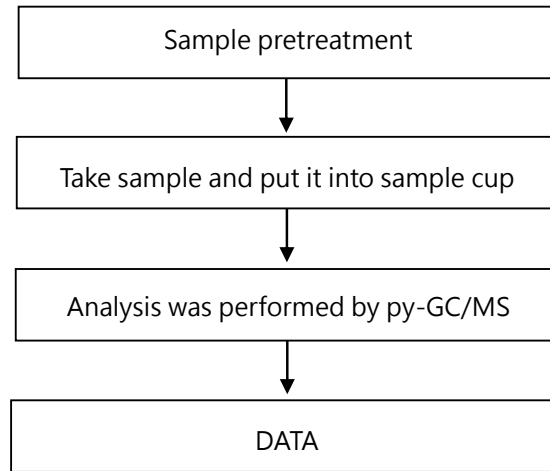 Sample pretreatment
Take sample and put it into sample cup
Analysis was performed by py-GC/MS
DATA